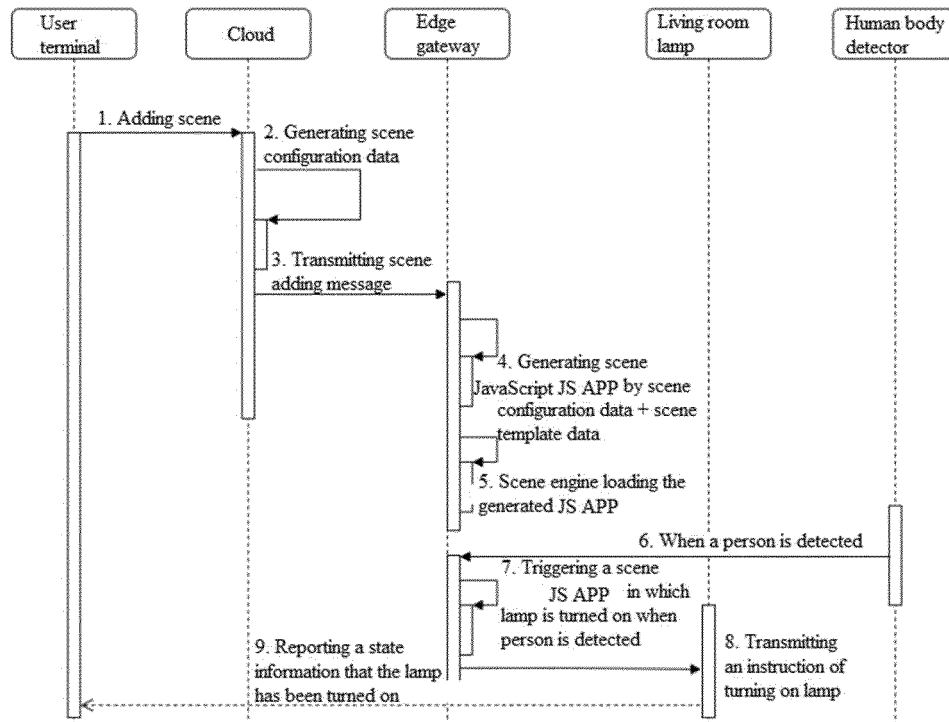 User
terminal
Cloud
Edge
gateway
Living room
lamp
Human body
detector
1. Adding scene
2. Generating scene
configuration data
3. Transmitting scene
adding message
4. Generating scene
JavaScript JS APP by scene
configuration data + scene
template data
5. Scene engine loading the
generated JS APP
6. When a person is detected
7. Triggering a scene
JS APP in which
lamp is turned on when
person is detected
8. Transmitting
an instruction of
turning on lamp
9. Reporting a state
information that the lamp
has been turned on